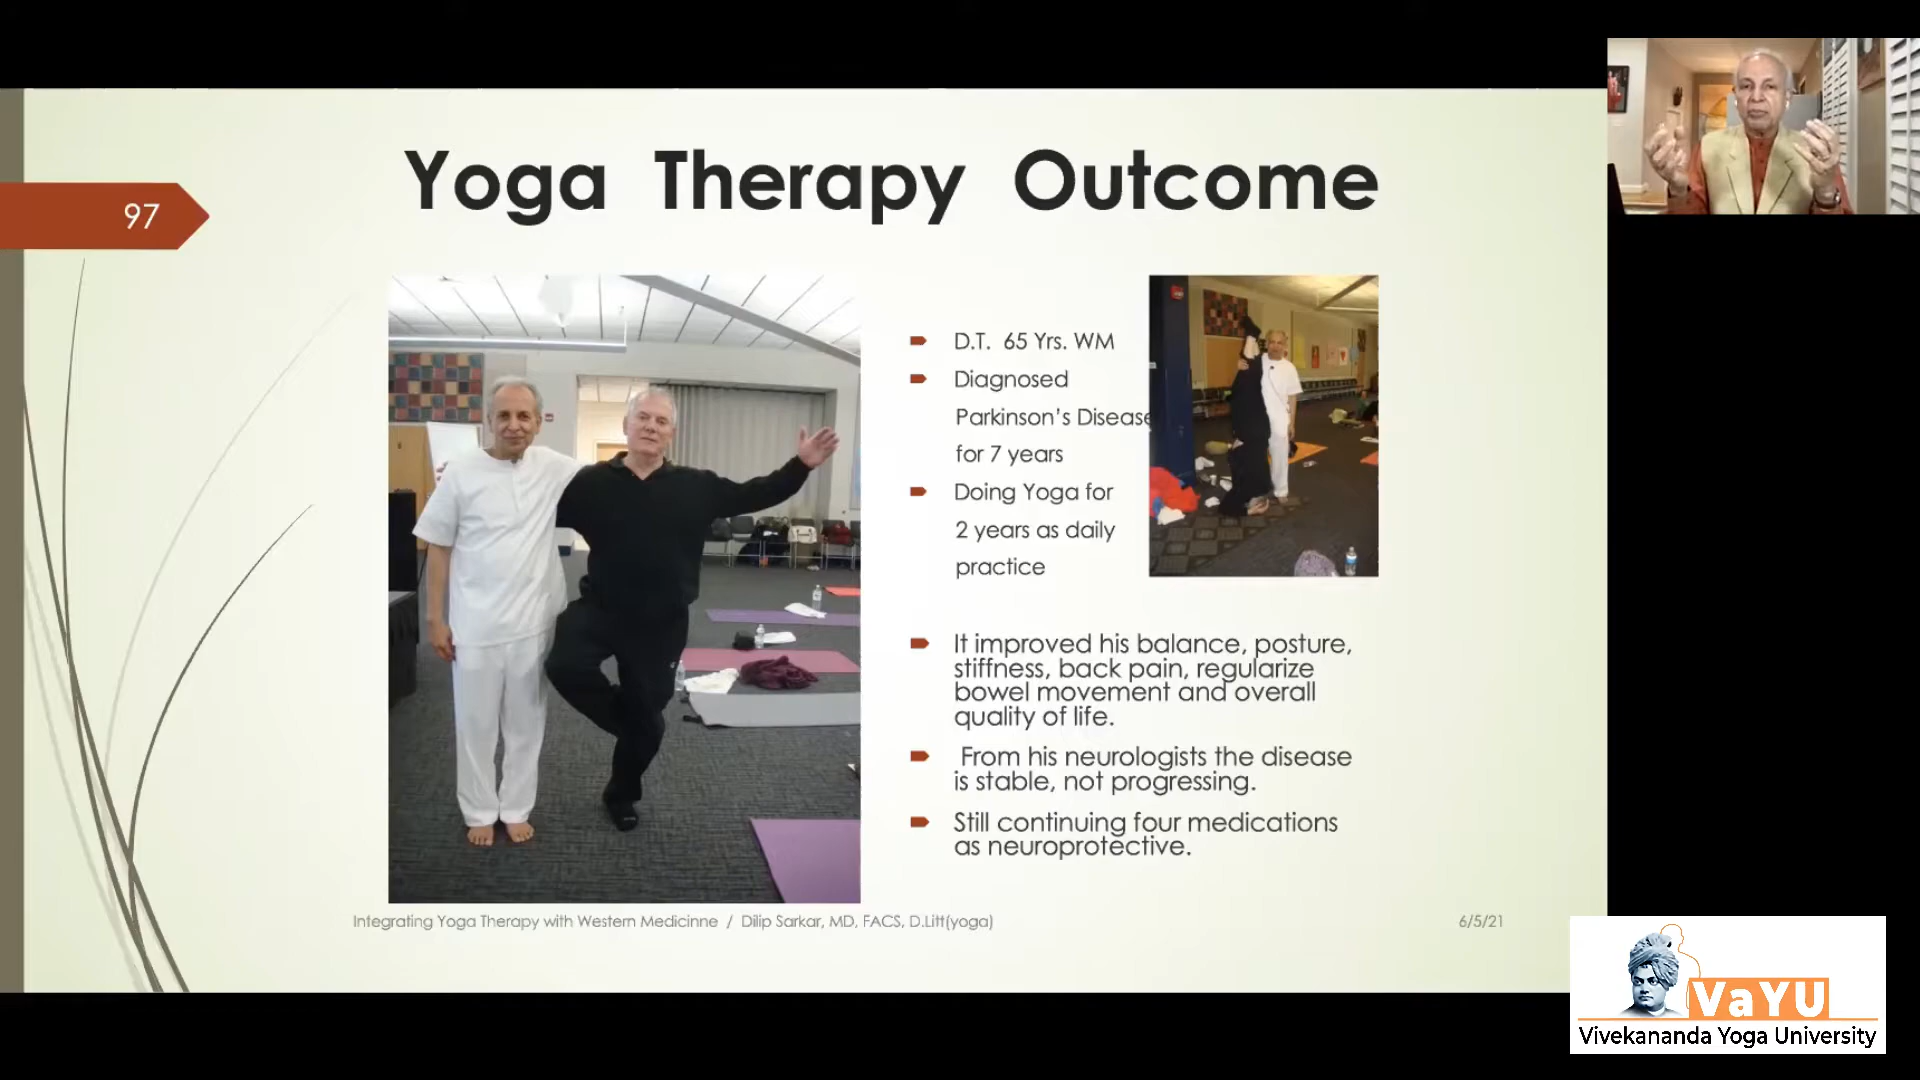 Yoga Therapy Outcome
97
D.T. 65 Yrs. WM
Diagnosed
Parkinson’s Disease
for 7 years
Doing Yoga for
2 years as daily
practice
It improved his balance, posture,
stiffness, back pain, regularize
bowel movement and overall
quality of life.
From his neurologists the disease
is stable, not progressing.
Still continuing four medications
as neuroprotective.
Integrating Yoga Therapy with Western Medicinne / Dilip Sarkar, MD, FACS, D.Litt(yoga)
6/5/21
VaYU
Vivekananda Yoga University